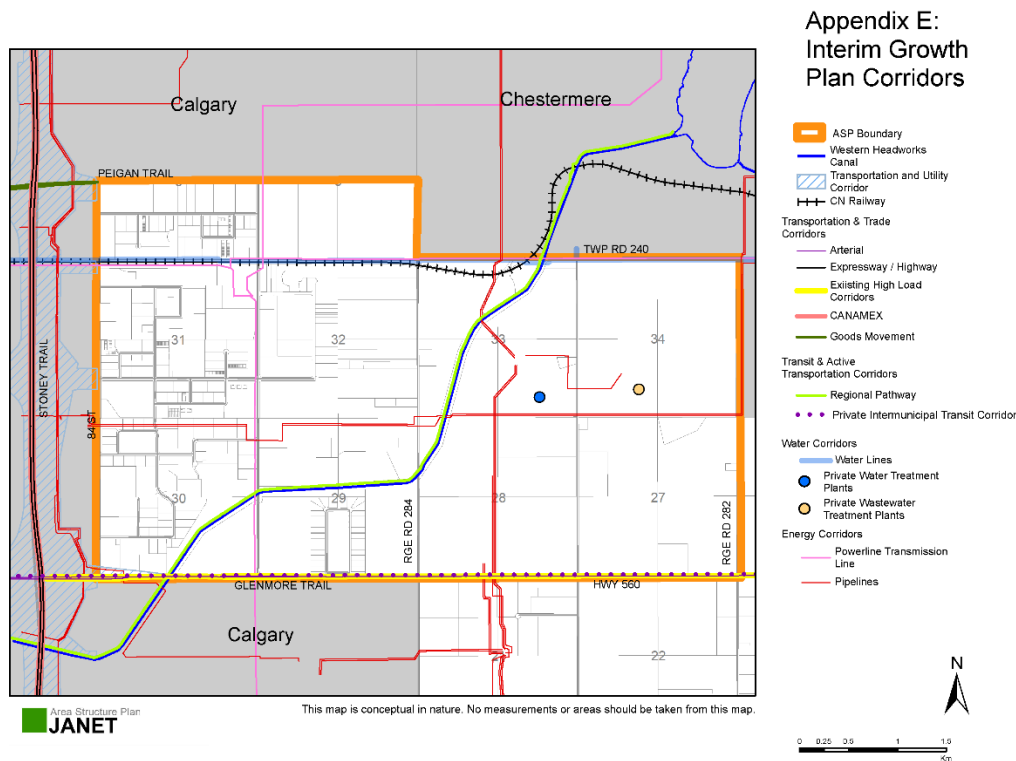 Appendix E:
Interim Growth
Plan Corridors
Calgary
Chestermere
PEIGAN TRAIL
TWP RD 240
31
32
33
34
STONEY TRAIL
84 ST
30
29
28
27
RGE RD 284
RGE RD 282
GLENMORE TRAIL
HWY 560
Calgary
22
ASP Boundary
Western Headworks
Canal
Transportation and Utility
Corridor
CN Railway
Transportation & Trade
Corridors
Arterial
Expressway / Highway
Exiisting High Load
Corridors
CANAMEX
Goods Movement
Transit & Active
Transportation Corridors
Regional Pathway
Private Intermunicipal Transit Corridor
Water Corridors
Water Lines
Private Water Treatment
Plants
Private Wastewater
Treatment Plants
Energy Corridors
Powerline Transmission
Line
Pipelines
N
0 0.25 0.5 1 1.5
Km
Area Structure Plan
JANET
This map is conceptual in nature. No measurements or areas should be taken from this map.